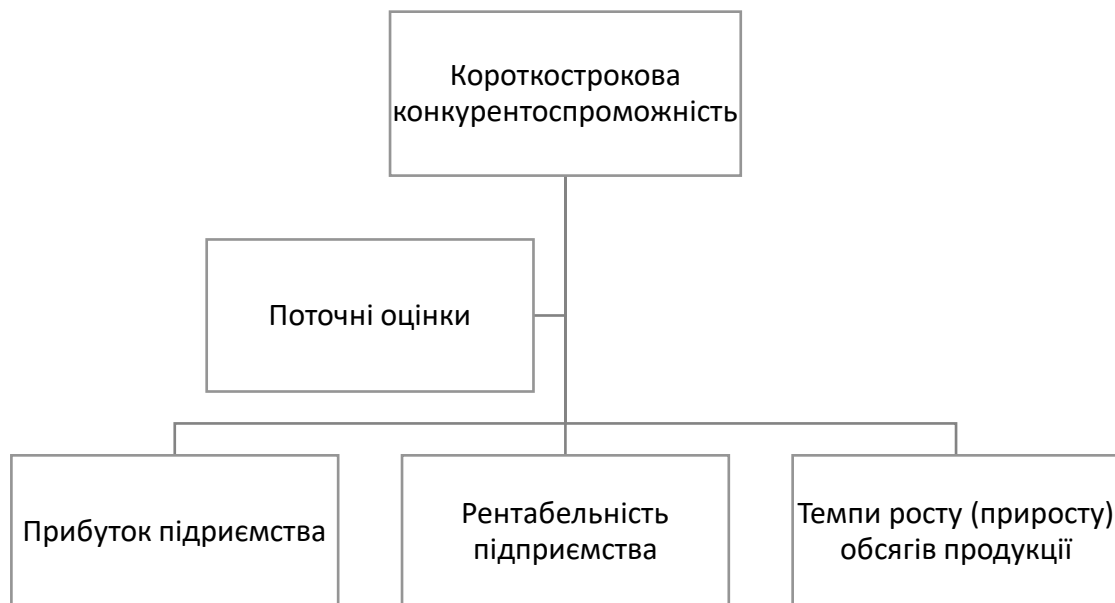 Короткострокова
конкурентоспроможність
Поточні оцінки
Прибуток підриємства
Рентабельність
підприємства
Темпи росту (приросту)
обсягів продукції